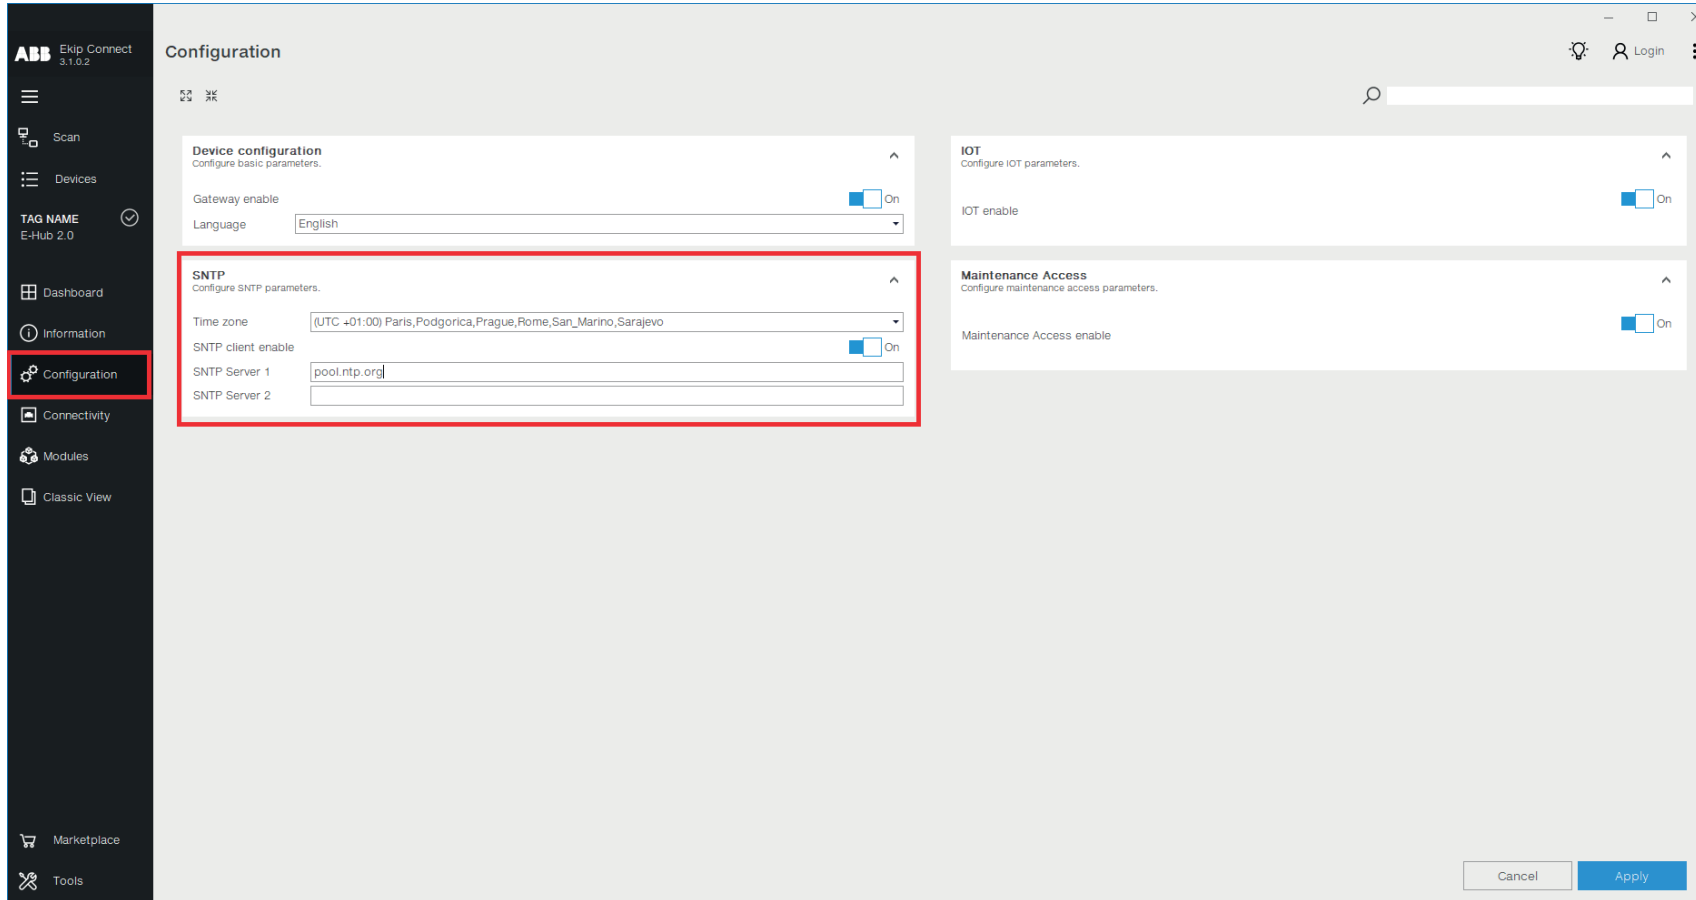 ABB
Ekip Connect
3.1.0.2
Scan
Devices
TAG NAME
E-Hub 2.0
Dashboard
Information
Configuration
Connectivity
Modules
Classic View
Marketplace
Tools
Configuration
Login
Device configuration
Configure basic parameters.
Gateway enable
On
Language
English
SNTP
Configure SNTP parameters.
Time zone
(UTC +01:00) Paris,Podgorica,Prague,Rome,San_Marino,Sarajevo
SNTP client enable
On
SNTP Server 1
pool.ntp.org
SNTP Server 2
IOT
Configure IOT parameters.
IOT enable
On
Maintenance Access
Configure maintenance access parameters.
Maintenance Access enable
On
Cancel
Apply